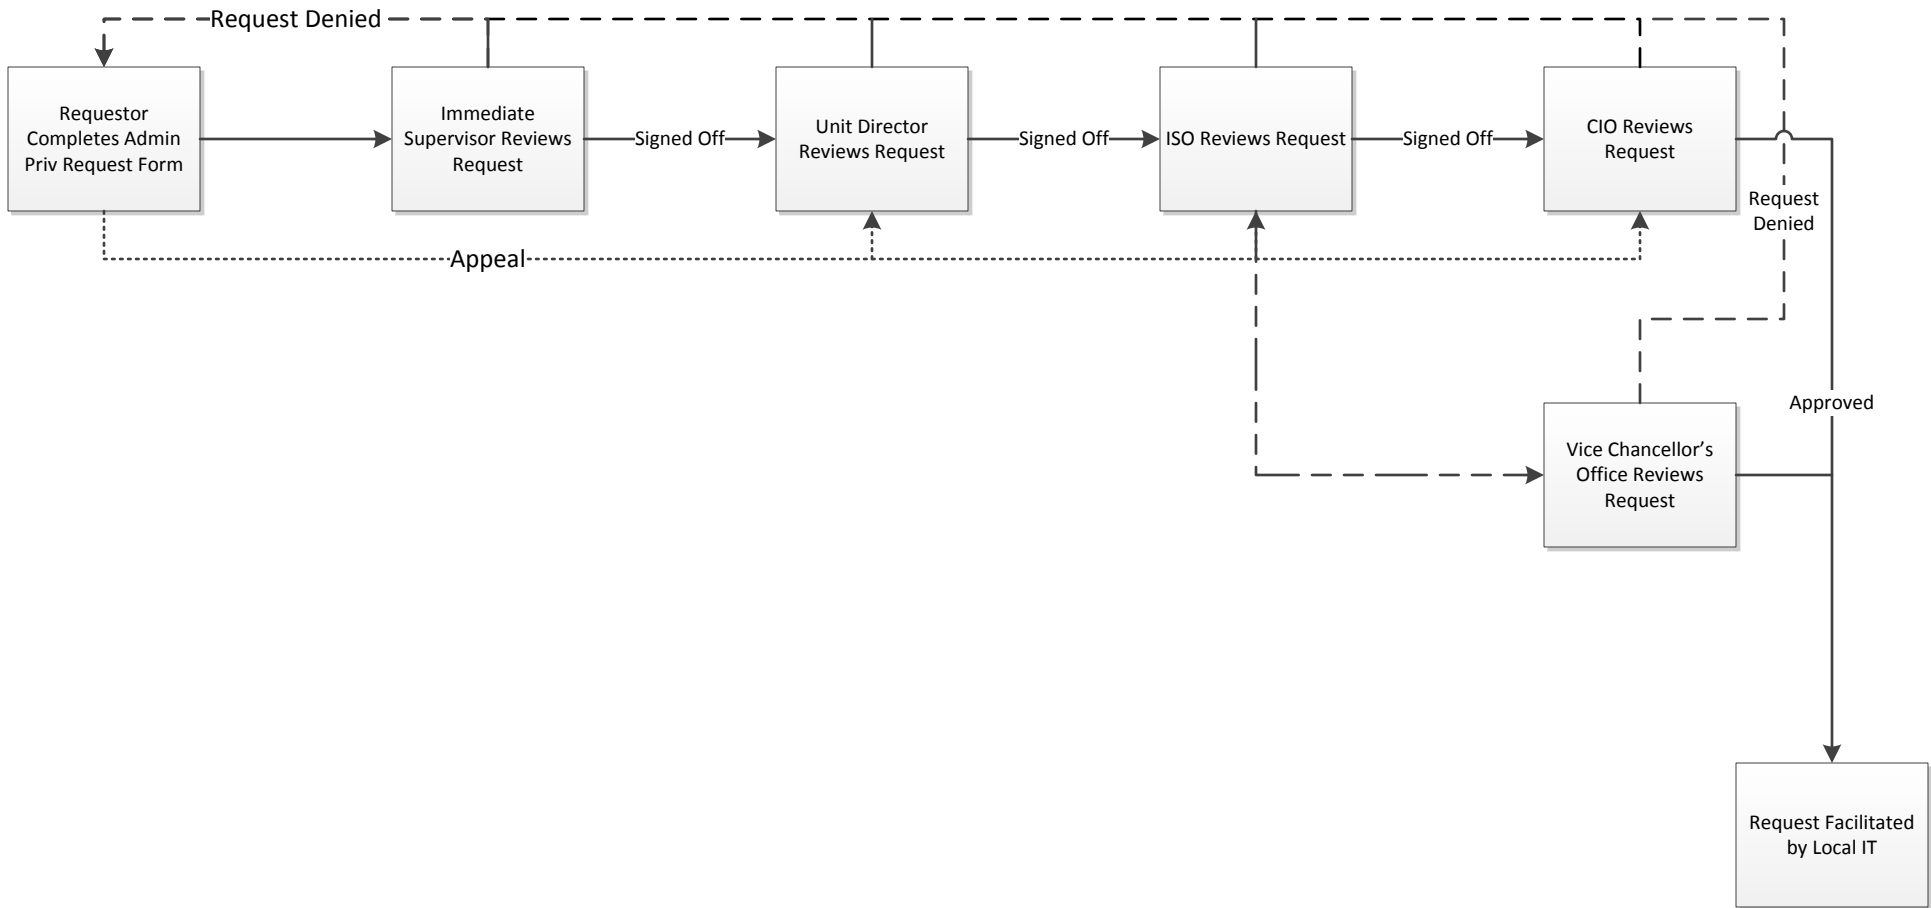 Request Denied
Requestor
Completes Admin
Priv Request Form
Immediate
Supervisor Reviews
Request
Signed Off
Unit Director
Reviews Request
Signed Off
ISO Reviews Request
Signed Off
CIO Reviews
Request
Request
Denied
Appeal
Approved
Vice Chancellor’s
Office Reviews
Request
Request Facilitated
by Local IT